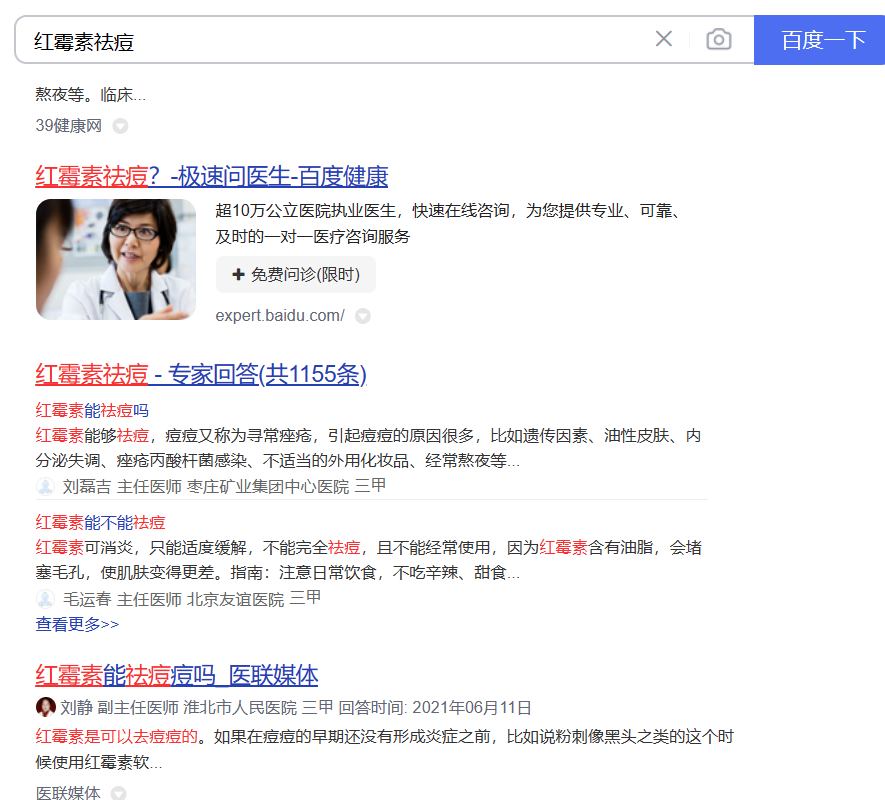 红霉素祛痘
百度一下
熬夜等。临床...
39健康网
红霉素祛痘？-极速问医生-百度健康
超10万公立医院执业医生，快速在线咨询，为您提供专业、可靠、
及时的一对一医疗咨询服务
+ 免费问诊(限时)
expert.baidu.com/
红霉素祛痘 - 专家回答(共1155条)
红霉素能祛痘吗
红霉素能够祛痘，痘痘又称为寻常痤疮，引起痘痘的原因很多，比如遗传因素、油性皮肤、内
分泌失调、痤疮丙酸杆菌感染、不适当的外用化妆品、经常熬夜等...
刘磊吉 主任医师 枣庄矿业集团中心医院 三甲
红霉素能不能祛痘
红霉素可消炎，只能适度缓解，不能完全祛痘，且不能经常使用，因为红霉素含有油脂，会堵
塞毛孔，使肌肤变得更差。指南：注意日常饮食，不吃辛辣、甜食...
毛运春 主任医师 北京友谊医院 三甲
查看更多>>
红霉素能祛痘痘吗_医联媒体
刘静 副主任医师 淮北市人民医院 三甲 回答时间: 2021年06月11日
红霉素是可以去痘痘的。如果在痘痘的早期还没有形成炎症之前，比如说粉刺像黑头之类的这个时
候使用红霉素软...
医联媒体